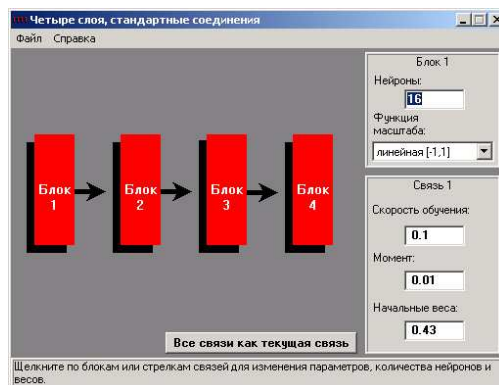 Четыре слоя, стандартные соединения
Файл Справка
Блок 1
Нейроны:
16
Функция
масштаба:
линейная [-1,1]
Блок
1
Блок
2
Блок
3
Блок
4
Связь 1
Скорость обучения:
0.1
Момент:
0.01
Начальные веса:
0.43
Все связи как текущая связь
Щелкните по блокам или стрелкам связей для изменения параметров, количества нейронов и
весов.